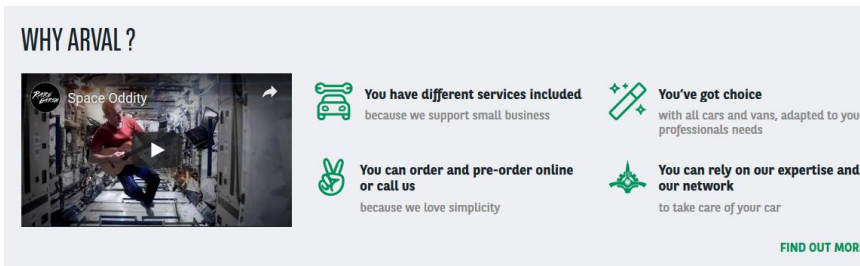 WHY ARVAL ?
RARE EARTH
Space Oddity
You have different services included
because we support small business
You've got choice
with all cars and vans, adapted to you
professionals needs
You can order and pre-order online
or call us
because we love simplicity
You can rely on our expertise and
our network
to take care of your car
FIND OUT MOR